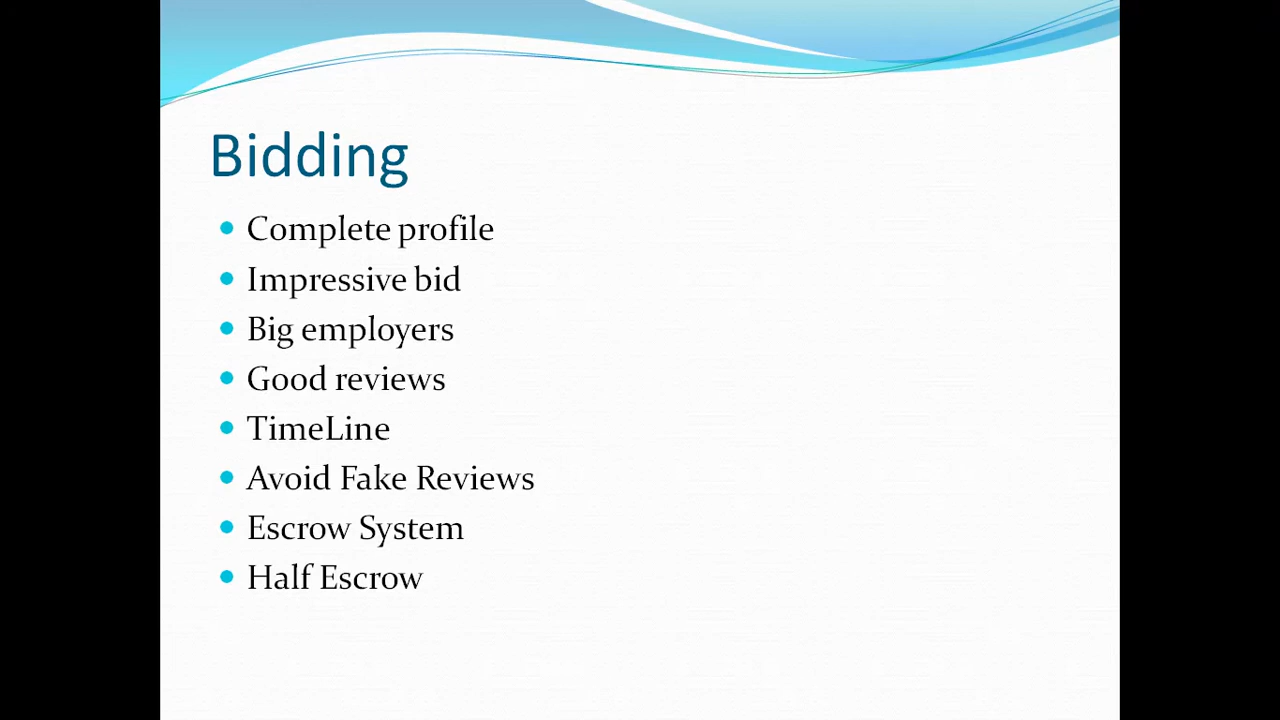 Bidding
Complete profile
Impressive bid
Big employers
Good reviews
TimeLine
Avoid Fake Reviews
Escrow System
Half Escrow